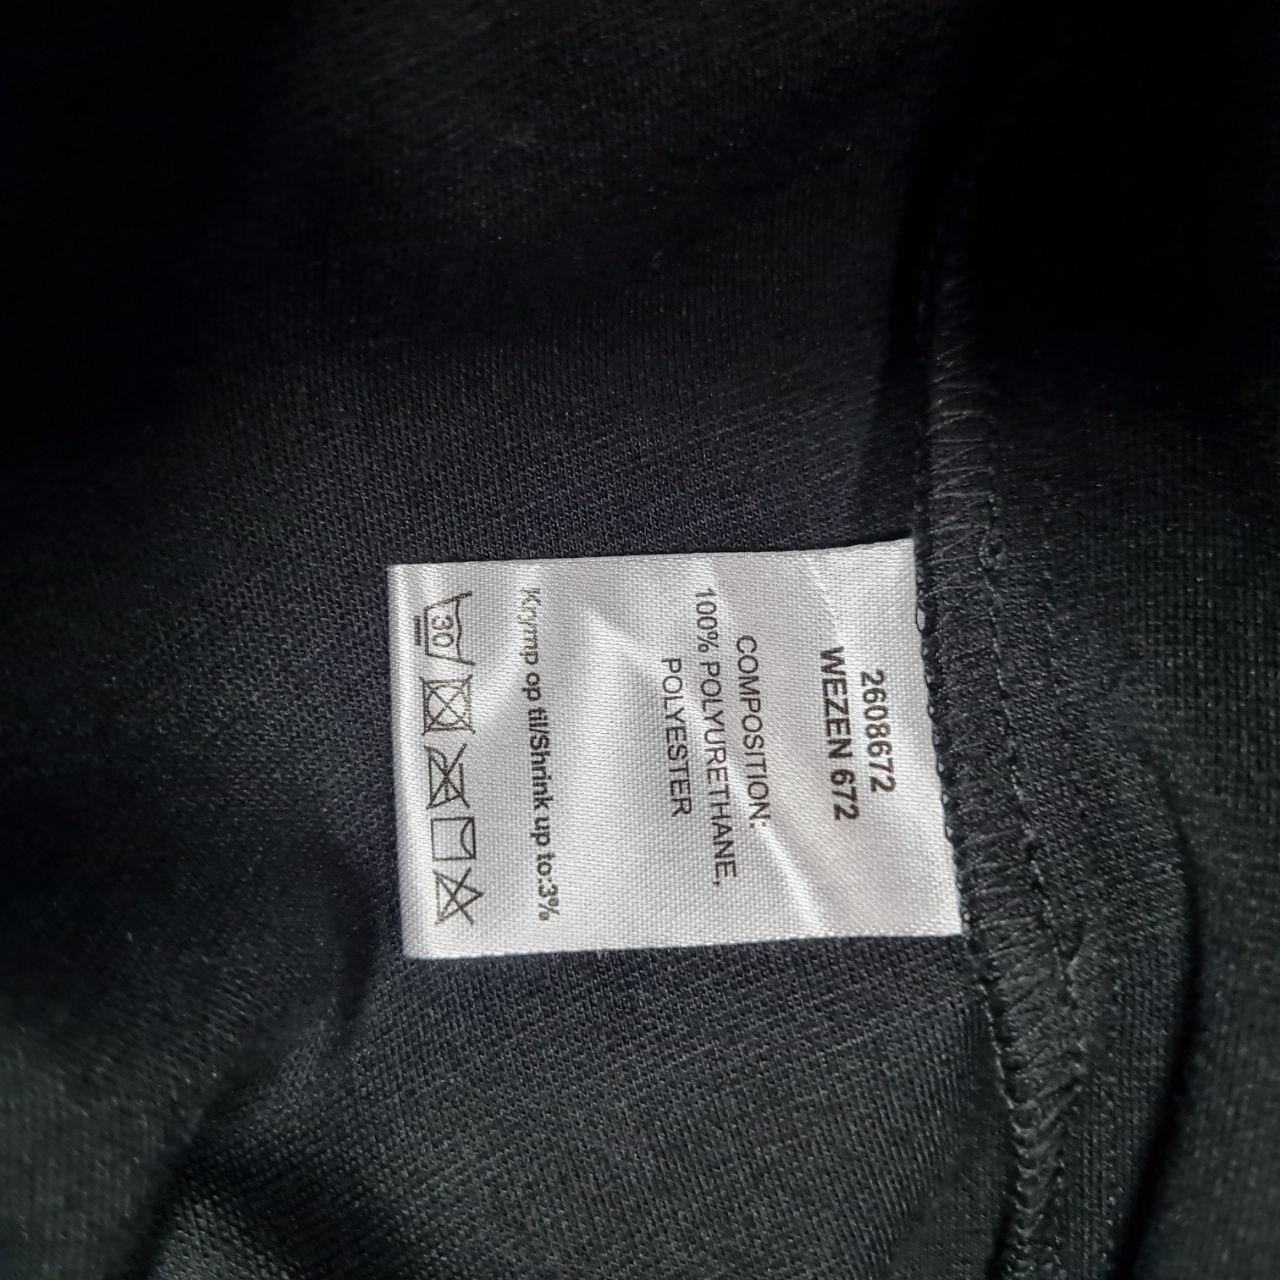 2608672
WEZEN 672
COMPOSITION:
100% POLYURETHANE,
POLYESTER
Krymp op til/Shrink up to:3%
30